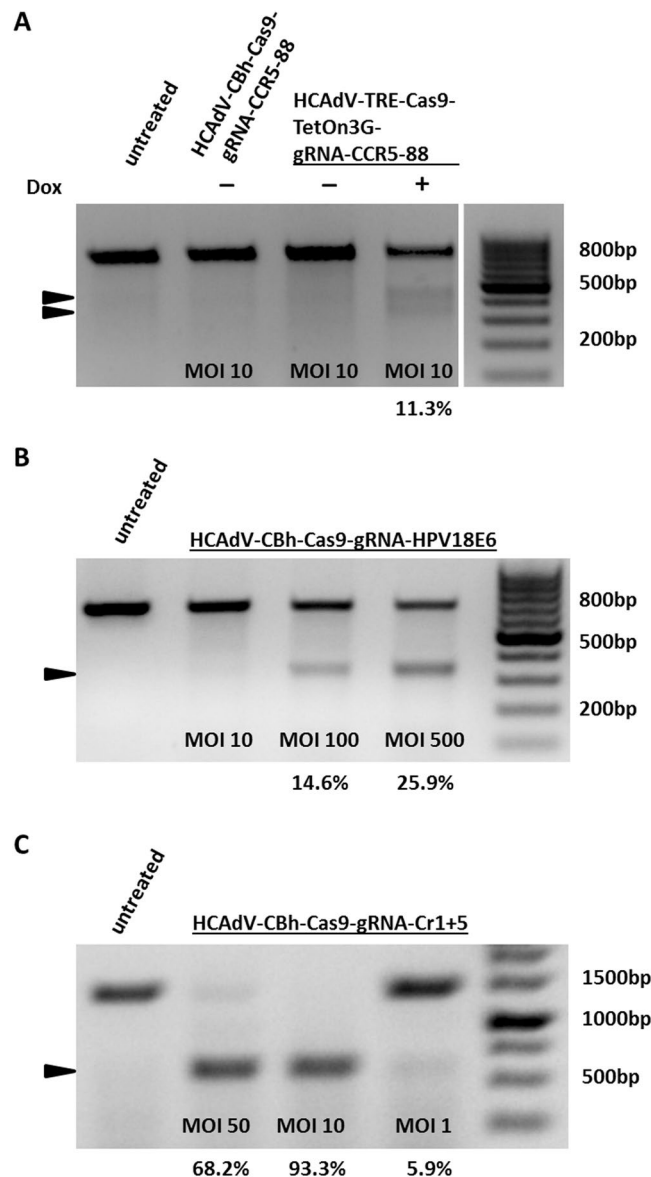 A
untreated
HCAdV-CBh-Cas9-
gRNA-CCR5-88
HCAdV-TRE-Cas9-
TetOn3G-
gRNA-CCR5-88
Dox – – +
800bp
500bp
200bp
MOI 10 MOI 10 MOI 10
11.3%
B
untreated
HCAdV-CBh-Cas9-gRNA-HPV18E6
800bp
500bp
200bp
MOI 10 MOI 100 MOI 500
14.6% 25.9%
C
untreated
HCAdV-CBh-Cas9-gRNA-Cr1+5
1500bp
1000bp
500bp
MOI 50 MOI 10 MOI 1
68.2% 93.3% 5.9%